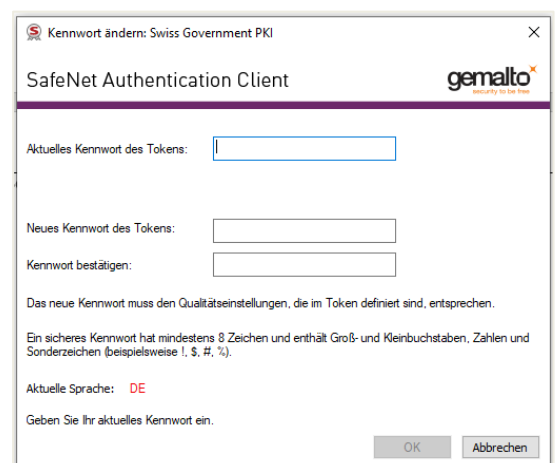 Kennwort ändern: Swiss Government PKI
SafeNet Authentication Client
gemalto
security to be free
Aktuelles Kennwort des Tokens:
Neues Kennwort des Tokens:
Kennwort bestätigen:
Das neue Kennwort muss den Qualitätseinstellungen, die im Token definiert sind, entsprechen.
Ein sicheres Kennwort hat mindestens 8 Zeichen und enthält Groß- und Kleinbuchstaben, Zahlen und
Sonderzeichen (beispielsweise !, $, #, %).
Aktuelle Sprache: DE
Geben Sie Ihr aktuelles Kennwort ein.
OK Abbrechen